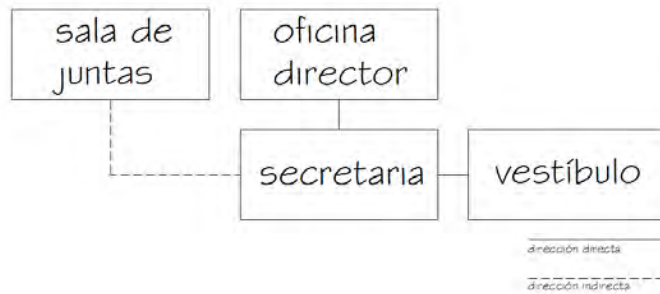 sala de
juntas
oficina
director
secretaria
vestíbulo
dirección directa
dirección indirecta